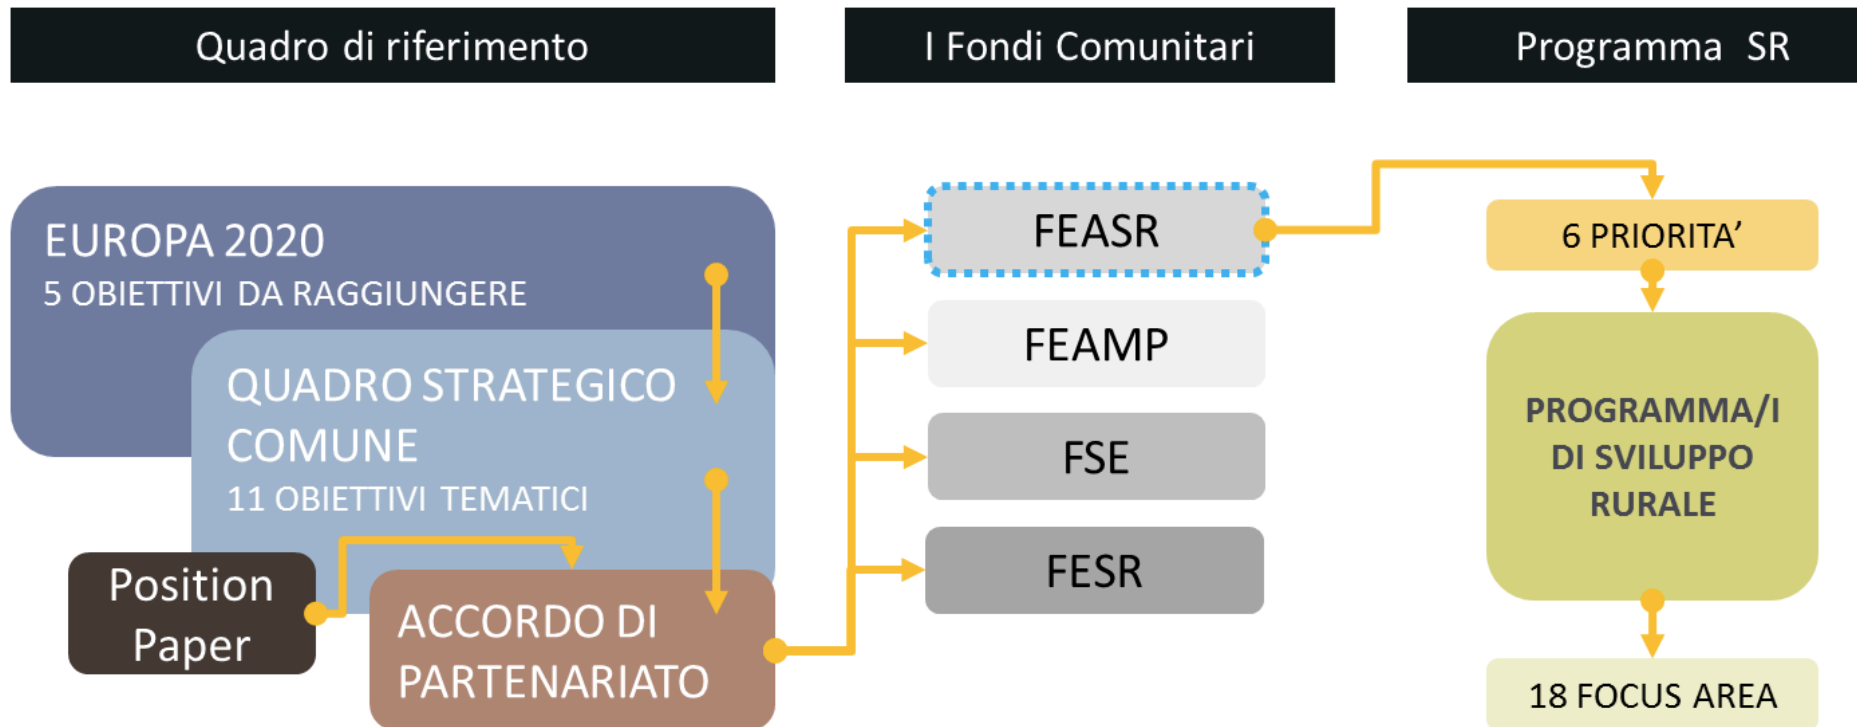 Quadro di riferimento
I Fondi Comunitari
Programma SR
EUROPA 2020
5 OBIETTIVI DA RAGGIUNGERE
QUADRO STRATEGICO
COMUNE
11 OBIETTIVI TEMATICI
Position
Paper
ACCORDO DI
PARTENARIATO
FEASR
FEAMP
FSE
FESR
6 PRIORITA’
PROGRAMMA/I
DI SVILUPPO
RURALE
18 FOCUS AREA